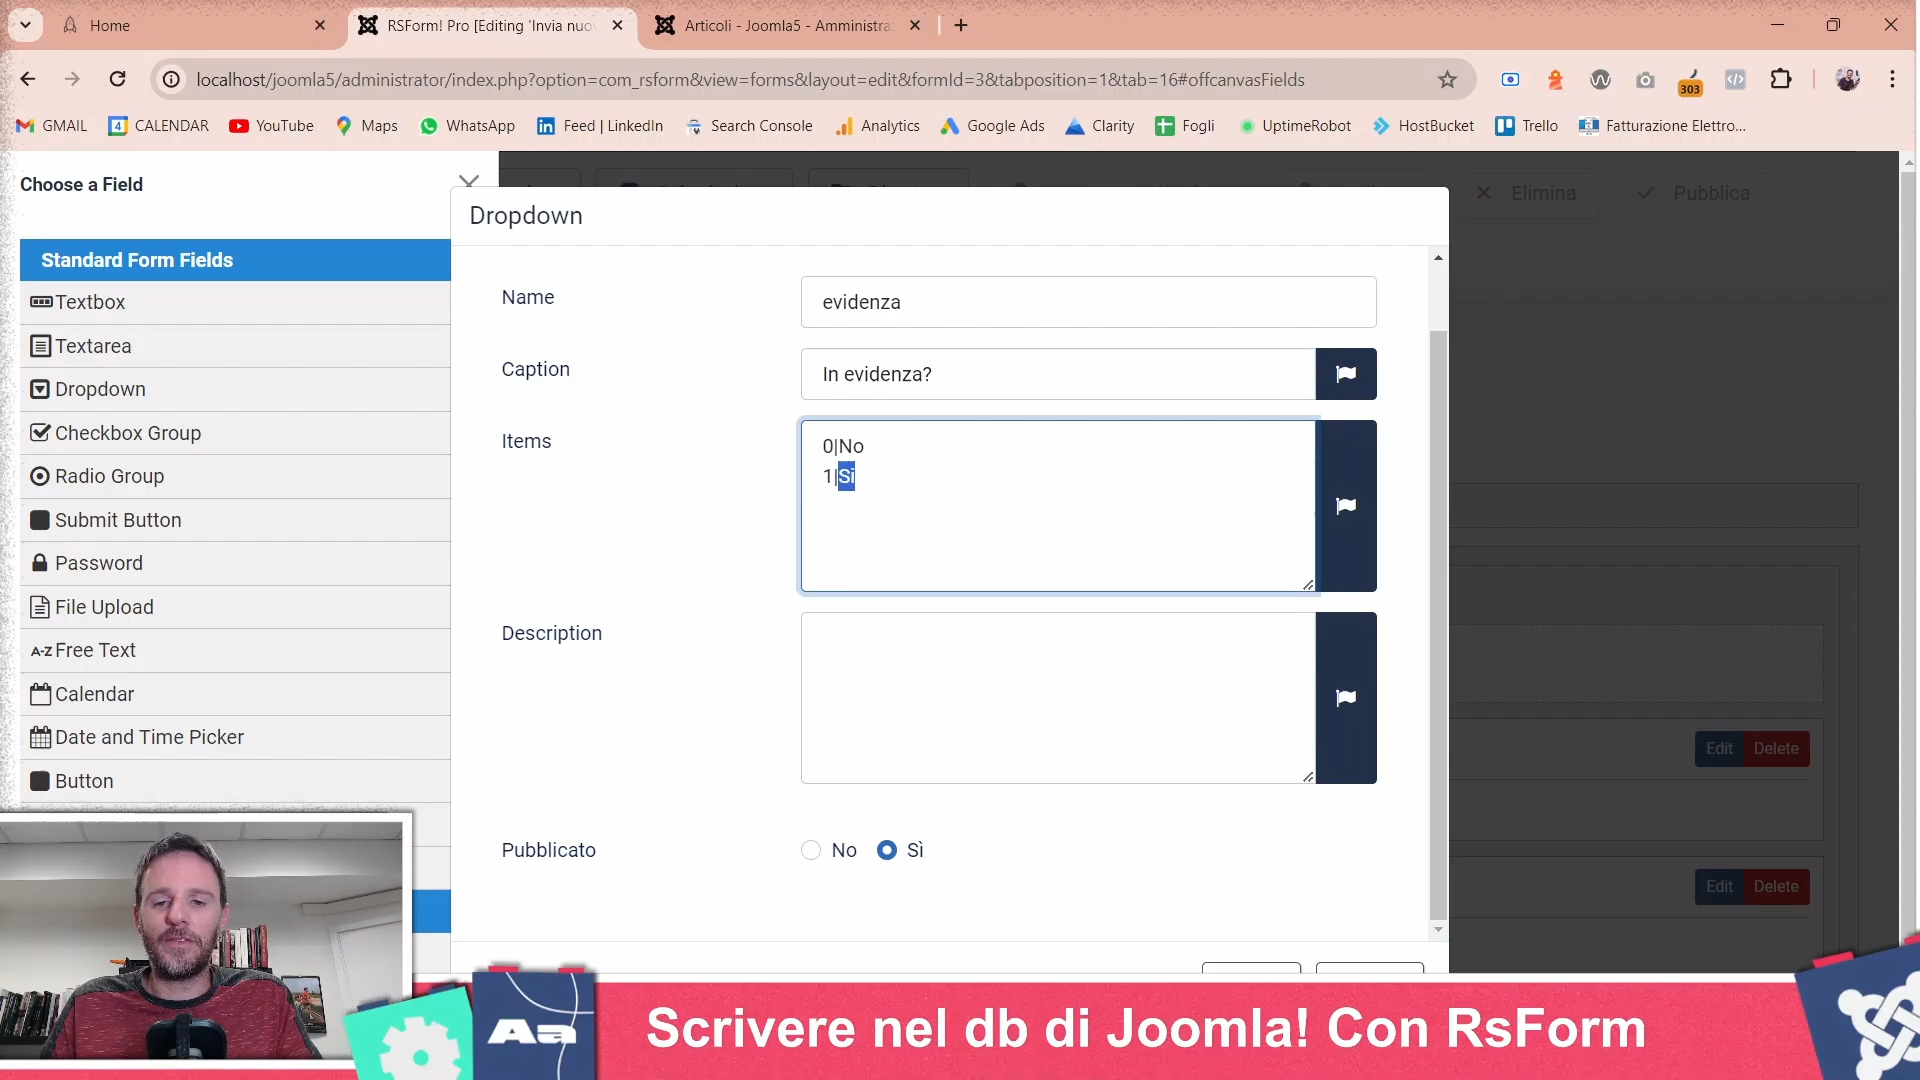 Home
RSForm! Pro [Editing 'Invia nuo
Articoli - Joomla5 - Amministra
localhost/joomla5/administrator/index.php?option=com_rsform&view=forms&layout=edit&formId=3&tabposition=1&tab=16#offcanvasFields
303
GMAIL
CALENDAR
YouTube
Maps
WhatsApp
Feed | LinkedIn
Search Console
Analytics
Google Ads
Clarity
Fogli
UptimeRobot
HostBucket
Trello
Fatturazione Elettro...
Choose a Field
Elimina
Pubblica
Dropdown
Standard Form Fields
Textbox
Textarea
Dropdown
Checkbox Group
Radio Group
Submit Button
Password
File Upload
A-Z Free Text
Calendar
Date and Time Picker
Button
Name
evidenza
Caption
In evidenza?
Items
0|No
1|Si
Description
Pubblicato
No
Sì
Edit
Delete
Edit
Delete
Aa
Scrivere nel db di Joomla! Con RsForm